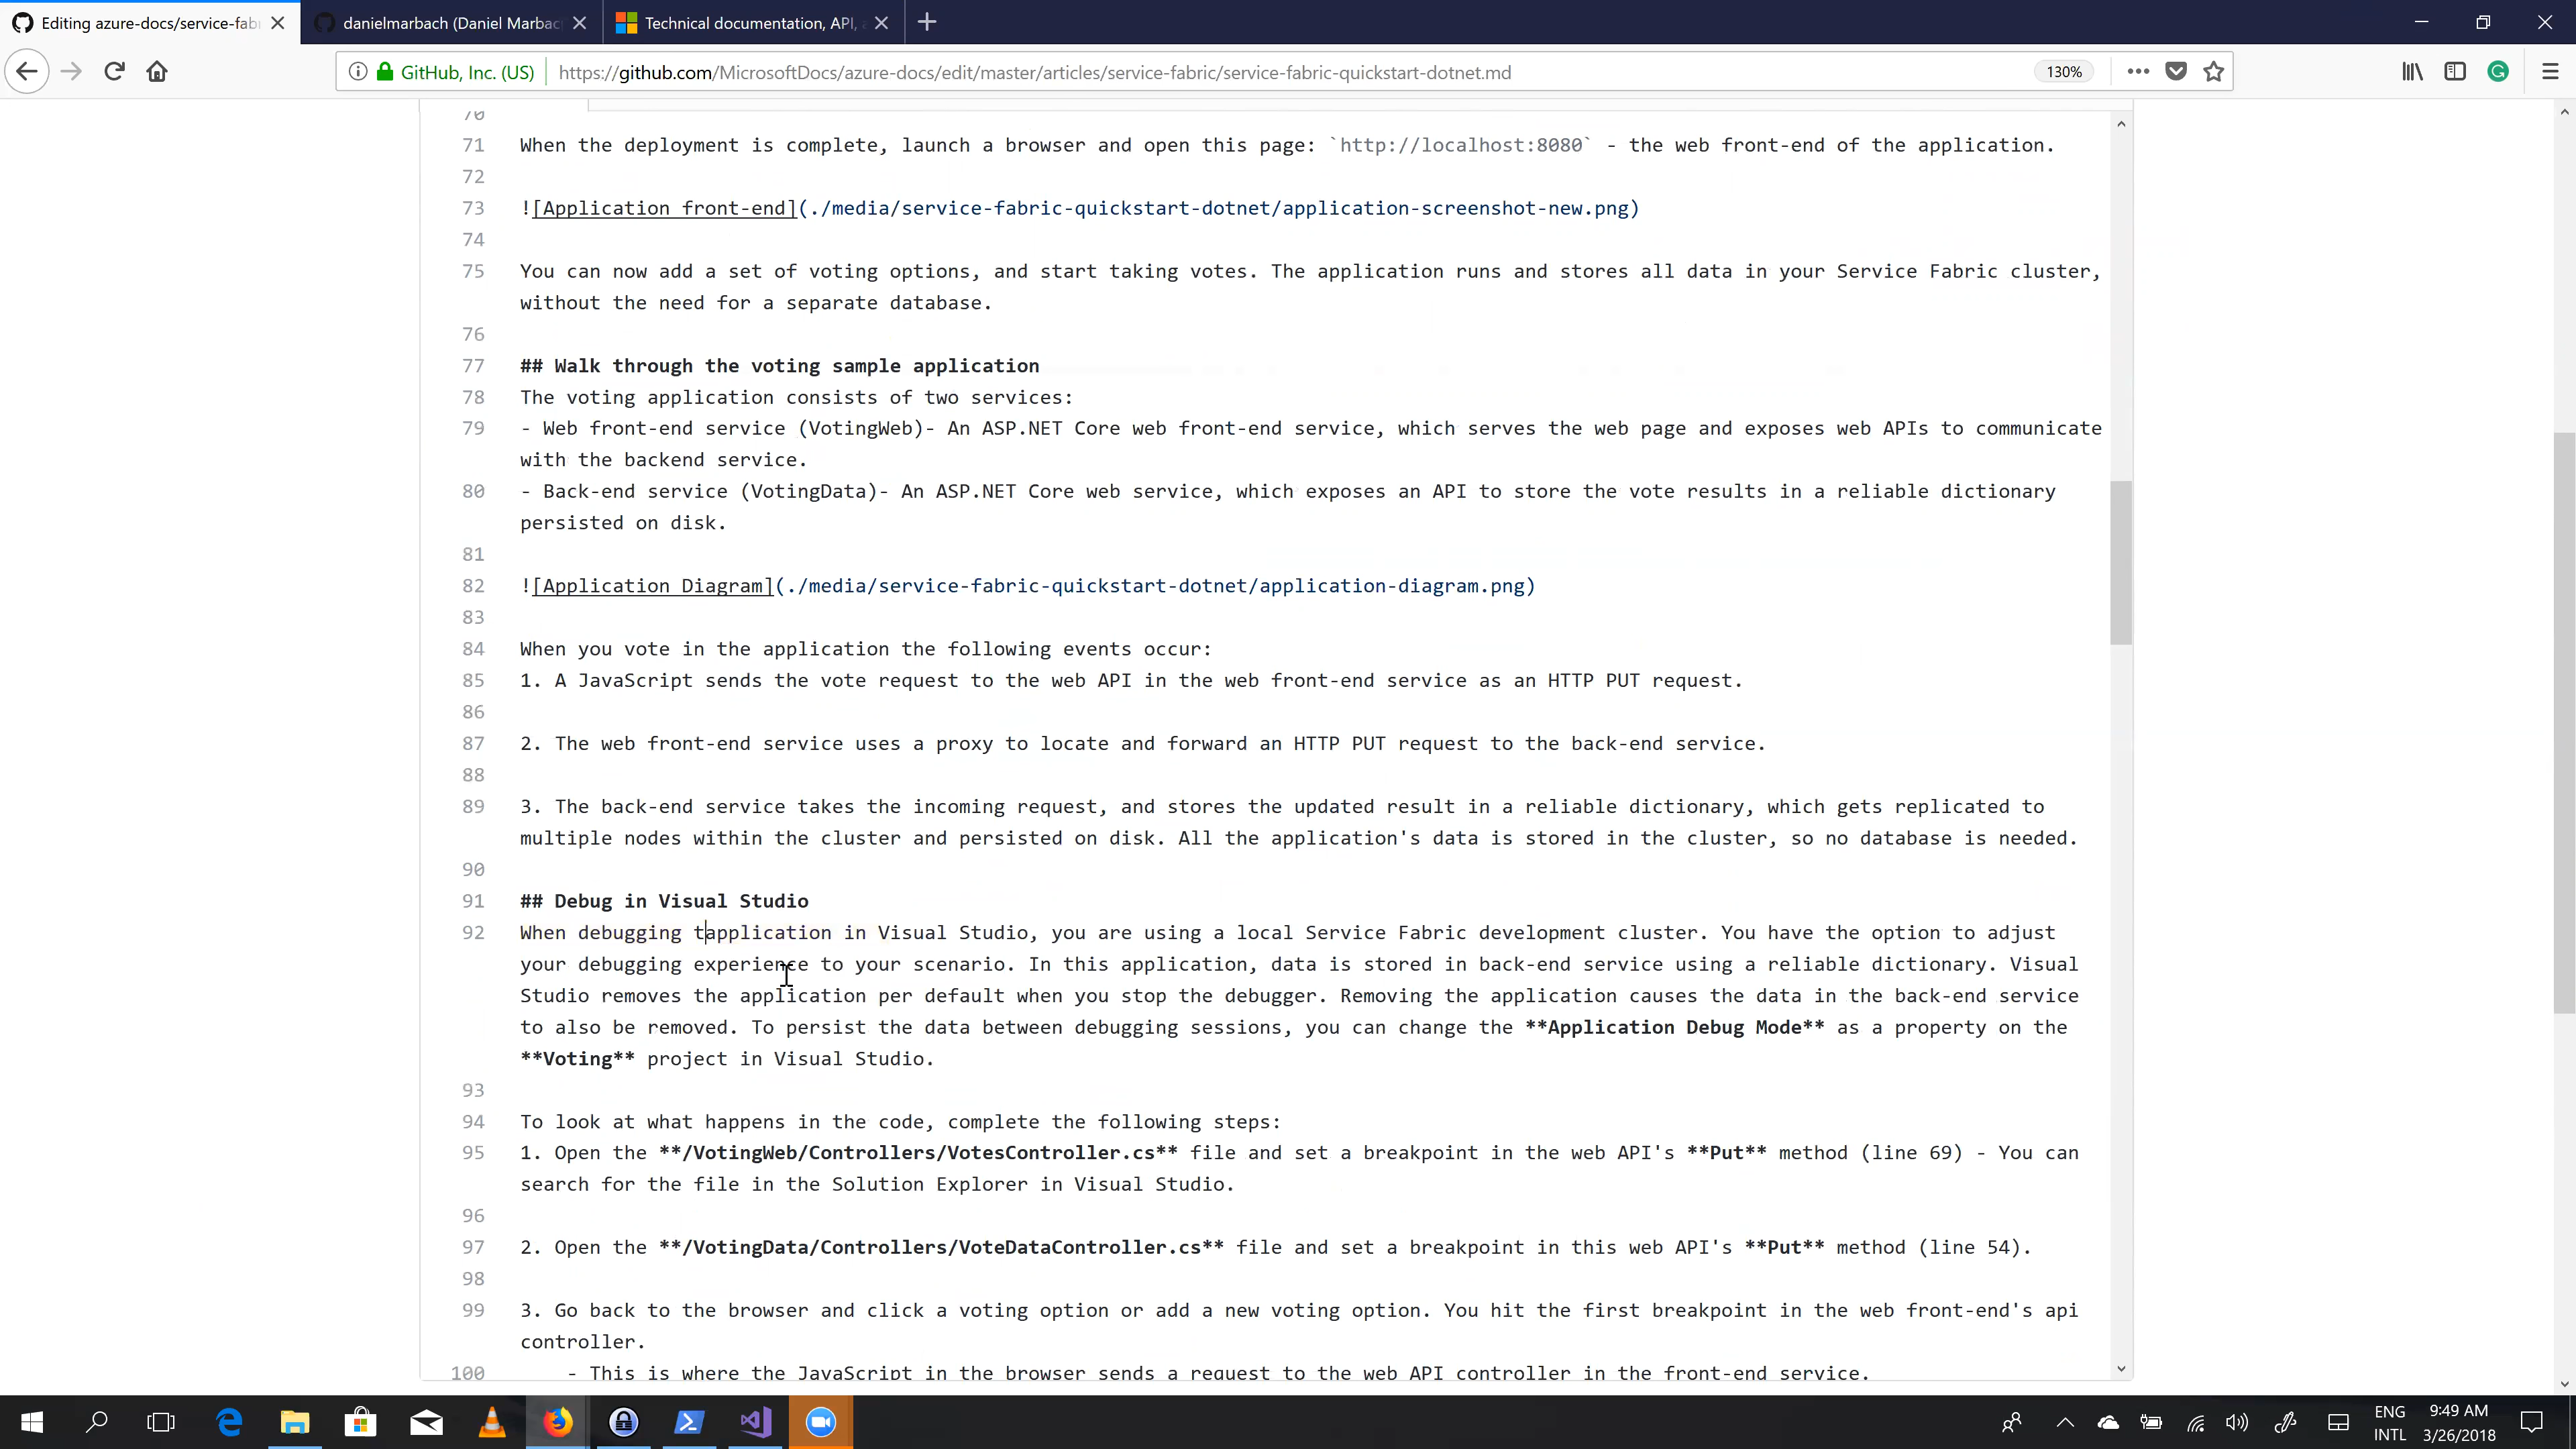 Editing azure-docs/service-fab
danielmarbach (Daniel Marbac
Technical documentation, API, a
GitHub, Inc. (US)
https://github.com/MicrosoftDocs/azure-docs/edit/master/articles/service-fabric/service-fabric-quickstart-dotnet.md
130%
70
71 When the deployment is complete, launch a browser and open this page: `http://localhost:8080` - the web front-end of the application.
72
73 ![Application front-end](./media/service-fabric-quickstart-dotnet/application-screenshot-new.png)
74
75 You can now add a set of voting options, and start taking votes. The application runs and stores all data in your Service Fabric cluster,
without the need for a separate database.
76
77 ## Walk through the voting sample application
78 The voting application consists of two services:
79 - Web front-end service (VotingWeb)- An ASP.NET Core web front-end service, which serves the web page and exposes web APIs to communicate
with the backend service.
80 - Back-end service (VotingData)- An ASP.NET Core web service, which exposes an API to store the vote results in a reliable dictionary
persisted on disk.
81
82 ![Application Diagram](./media/service-fabric-quickstart-dotnet/application-diagram.png)
83
84 When you vote in the application the following events occur:
85 1. A JavaScript sends the vote request to the web API in the web front-end service as an HTTP PUT request.
86
87 2. The web front-end service uses a proxy to locate and forward an HTTP PUT request to the back-end service.
88
89 3. The back-end service takes the incoming request, and stores the updated result in a reliable dictionary, which gets replicated to
multiple nodes within the cluster and persisted on disk. All the application's data is stored in the cluster, so no database is needed.
90
91 ## Debug in Visual Studio
92 When debugging tapplication in Visual Studio, you are using a local Service Fabric development cluster. You have the option to adjust
your debugging experience to your scenario. In this application, data is stored in back-end service using a reliable dictionary. Visual
Studio removes the application per default when you stop the debugger. Removing the application causes the data in the back-end service
to also be removed. To persist the data between debugging sessions, you can change the **Application Debug Mode** as a property on the
**Voting** project in Visual Studio.
93
94 To look at what happens in the code, complete the following steps:
95 1. Open the **/VotingWeb/Controllers/VotesController.cs** file and set a breakpoint in the web API's **Put** method (line 69) - You can
search for the file in the Solution Explorer in Visual Studio.
96
97 2. Open the **/VotingData/Controllers/VoteDataController.cs** file and set a breakpoint in this web API's **Put** method (line 54).
98
99 3. Go back to the browser and click a voting option or add a new voting option. You hit the first breakpoint in the web front-end's api
controller.
100 - This is where the JavaScript in the browser sends a request to the web API controller in the front-end service.
ENG
INTL
9:49 AM
3/26/2018